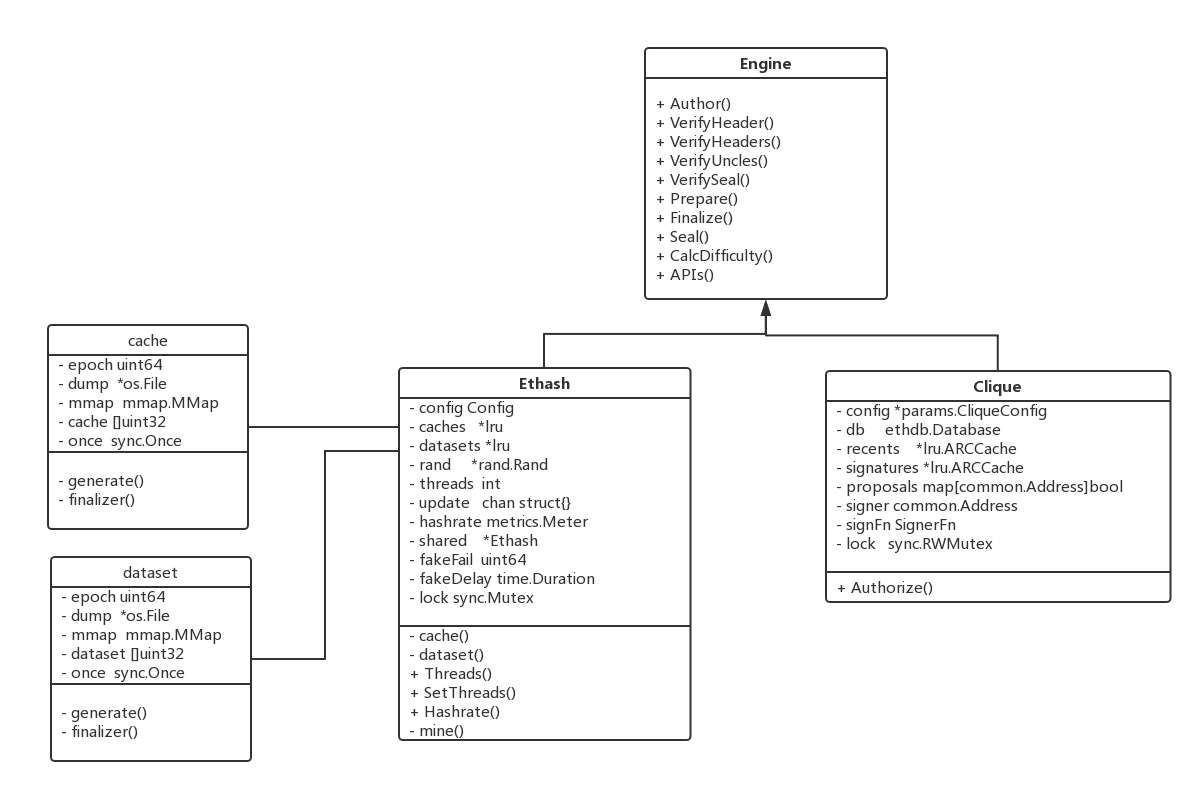 Engine
+ Author()
+ VerifyHeader()
+ VerifyHeaders()
+ VerifyUncles()
+ VerifySeal()
+ Prepare()
+ Finalize()
+ Seal()
+ CalcDifficulty()
+ APIs()
cache
- epoch uint64
- dump *os.File
- mmap mmap.MMap
- cache []uint32
- once sync.Once
- generate()
- finalizer()
dataset
- epoch uint64
- dump *os.File
- mmap mmap.MMap
- dataset []uint32
- once sync.Once
- generate()
- finalizer()
Ethash
- config Config
- caches *lru
- datasets *lru
- rand *rand.Rand
- threads int
- update chan struct{}
- hashrate metrics.Meter
- shared *Ethash
- fakeFail uint64
- fakeDelay time.Duration
- lock sync.Mutex
- cache()
- dataset()
+ Threads()
+ SetThreads()
+ Hashrate()
- mine()
Clique
- config *params.CliqueConfig
- db ethdb.Database
- recents *lru.ARCCache
- signatures *lru.ARCCache
- proposals map[common.Address]bool
- signer common.Address
- signFn SignerFn
- lock sync.RWMutex
+ Authorize()